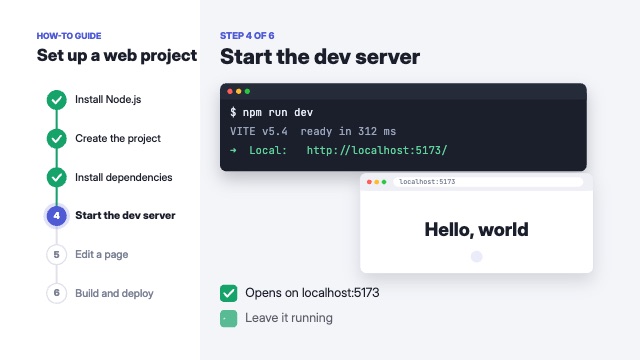 HOW-TO GUIDE
Set up a web project
Install Node.js
Create the project
Install dependencies
4 Start the dev server
5 Edit a page
6 Build and deploy
STEP 4 OF 6
Start the dev server
$ npm run dev
VITE v5.4 ready in 312 ms
➜ Local: http://localhost:5173/
localhost:5173
Hello, world
Opens on localhost:5173
Leave it running